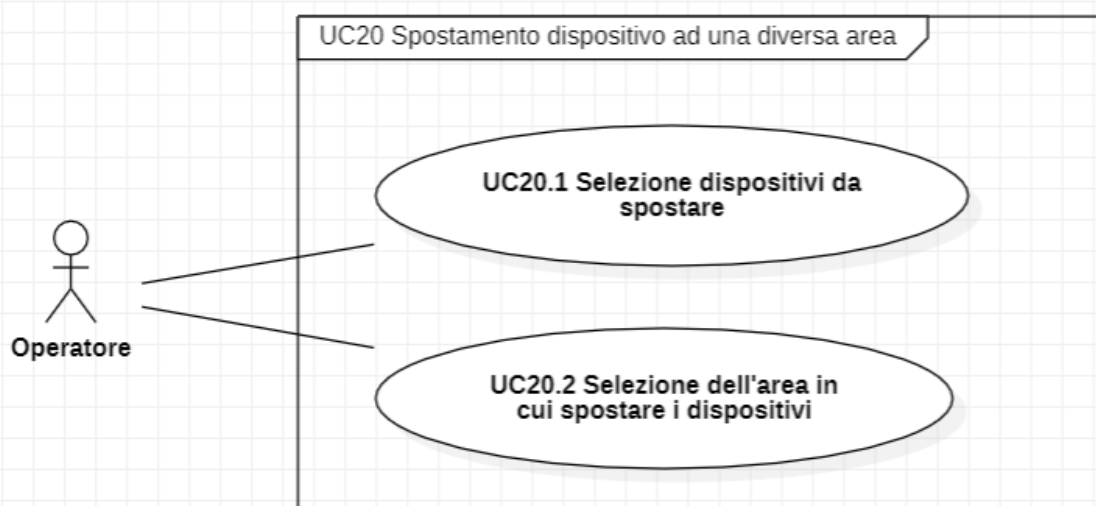 UC20 Spostamento dispositivo ad una diversa area
UC20.1 Selezione dispositivi da
spostare
Operatore
UC20.2 Selezione dell'area in
cui spostare i dispositivi